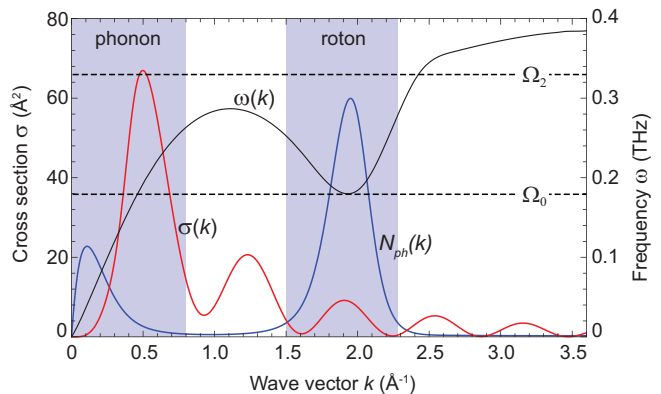 phonon
roton
80
60
40
20
0
Cross section σ (Å²)
0.4
0.3
0.2
0.1
0
Frequency ω (THz)
Ω₂
Ω₀
ω(k)
σ(k)
N_ph(k)
0 0.5 1.0 1.5 2.0 2.5 3.0 3.5
Wave vector k (Å⁻¹)